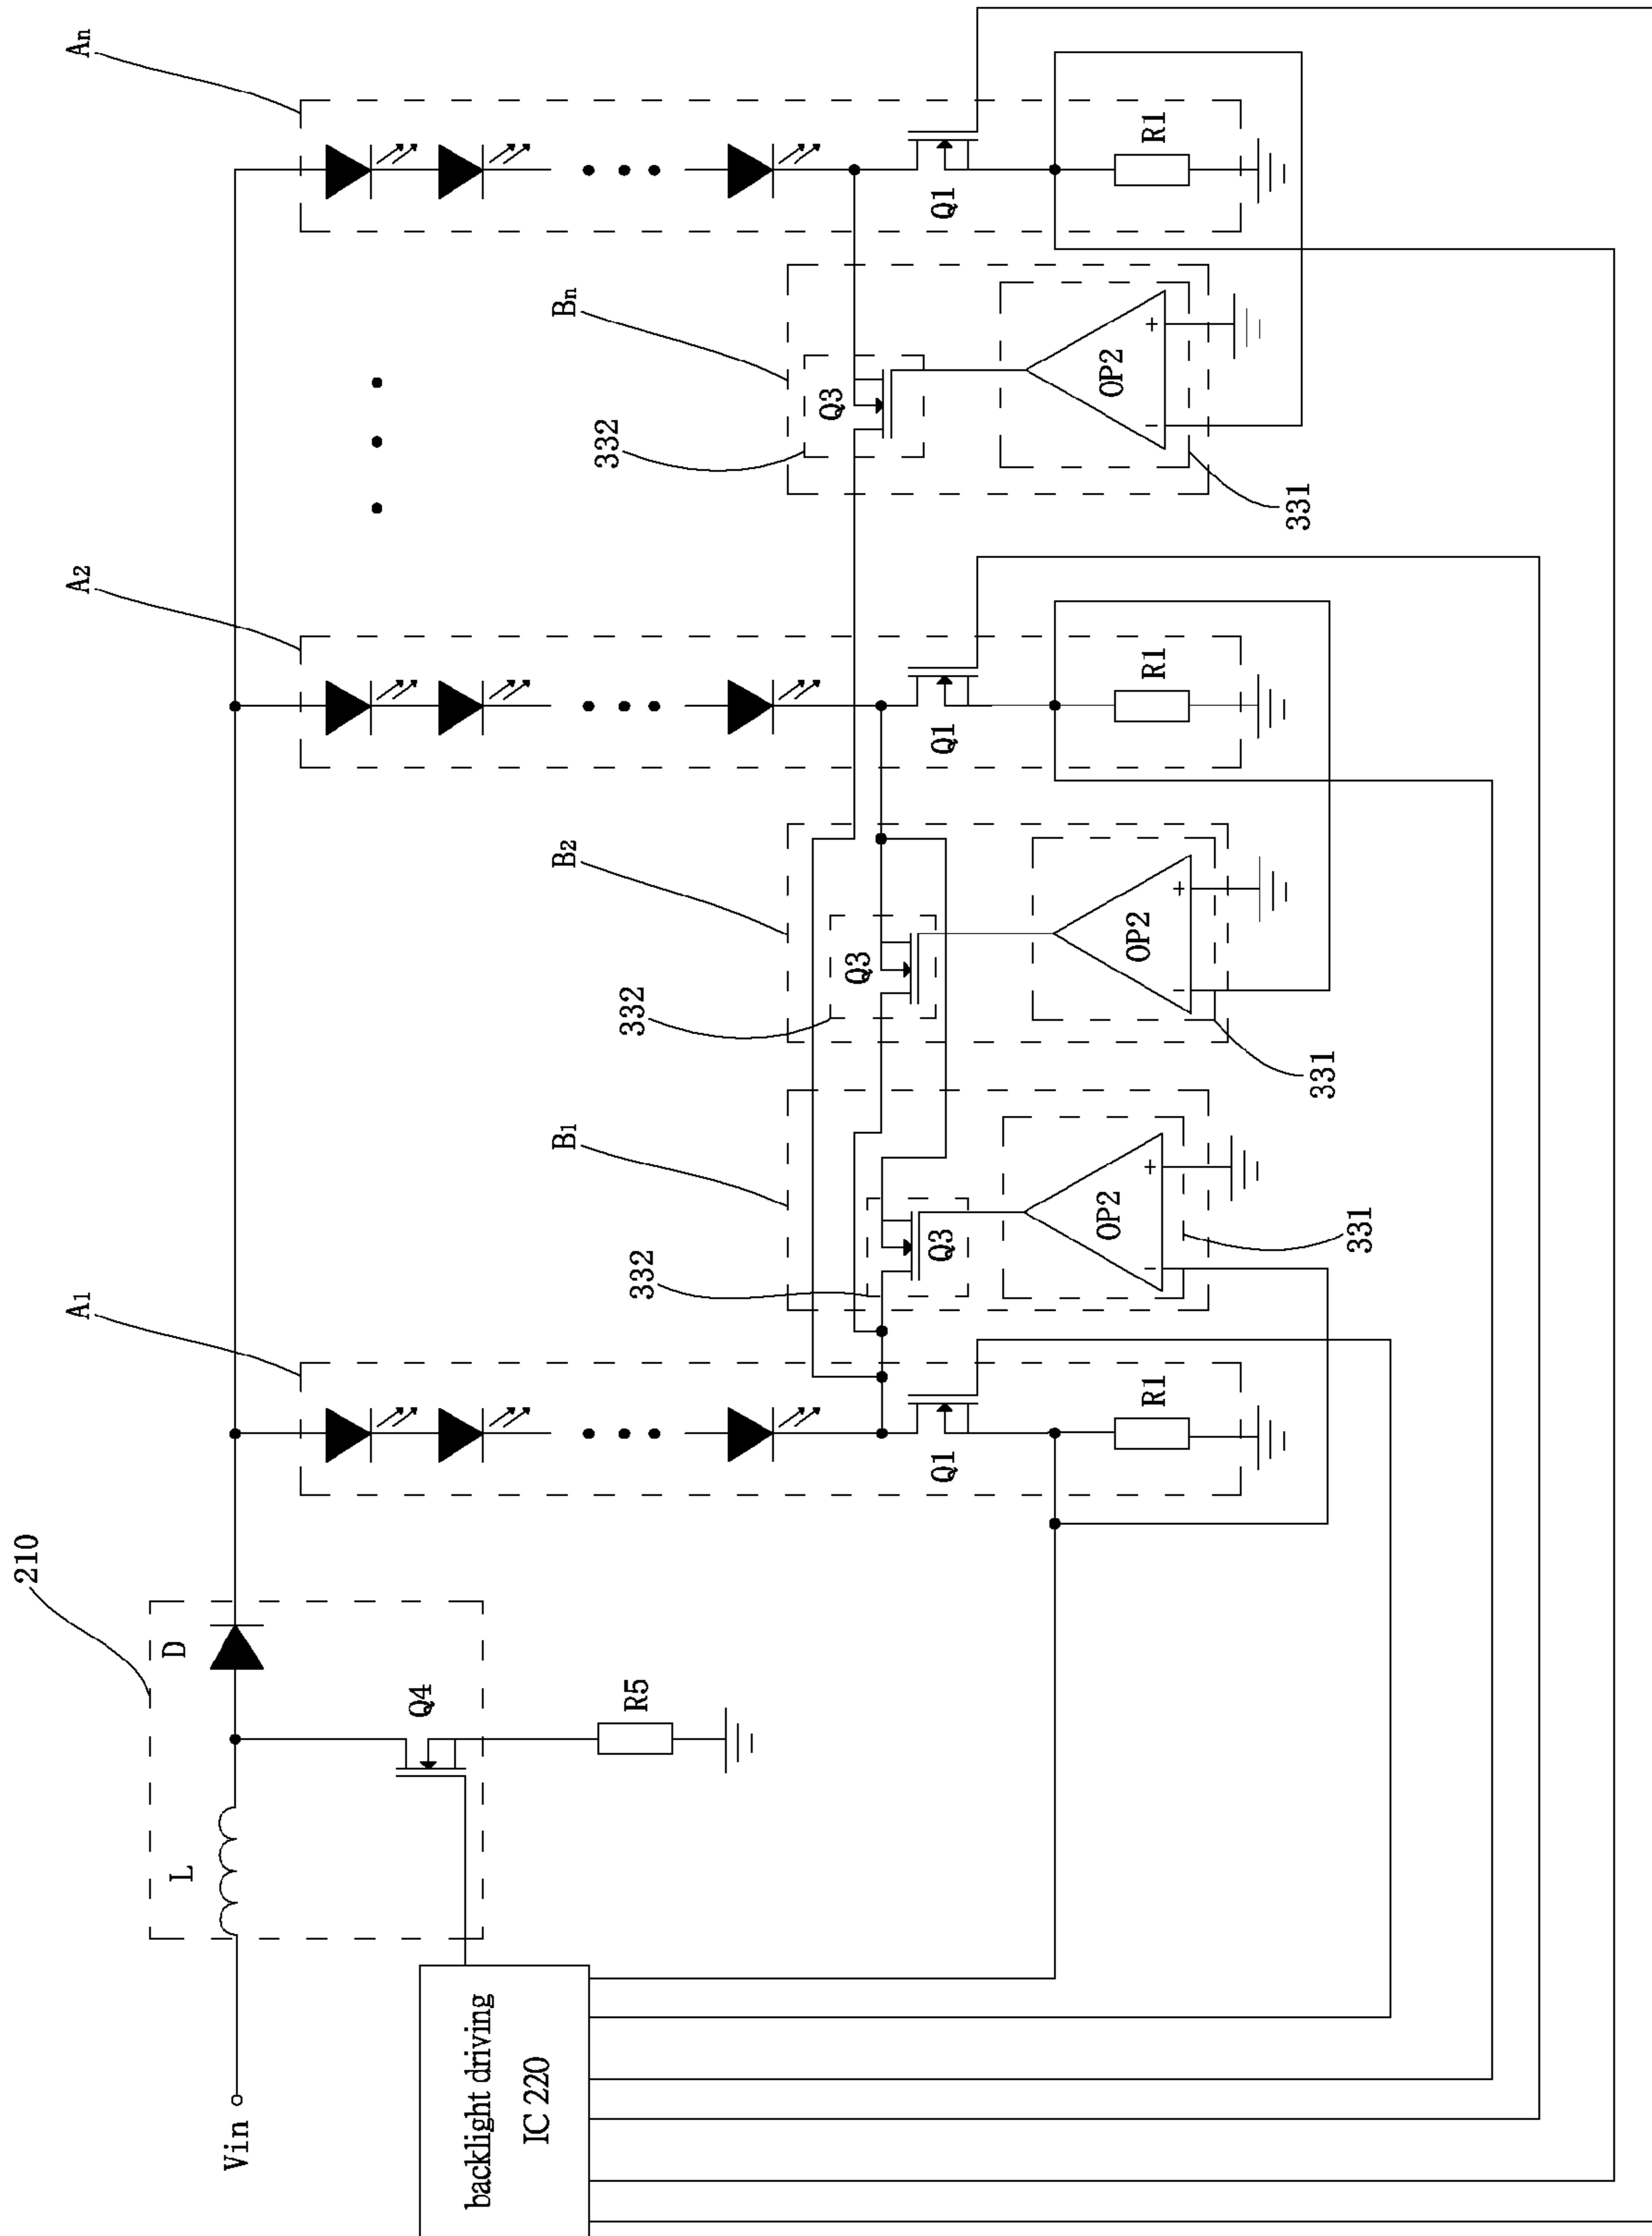 Vin
L
D
210
Q4
R5
backlight driving
IC 220
A1
Q1
R1
B1
332
Q3
OP2
+
-
331
B2
332
Q3
OP2
+
-
331
A2
Q1
R1
Bn
332
Q3
OP2
+
-
331
An
Q1
R1